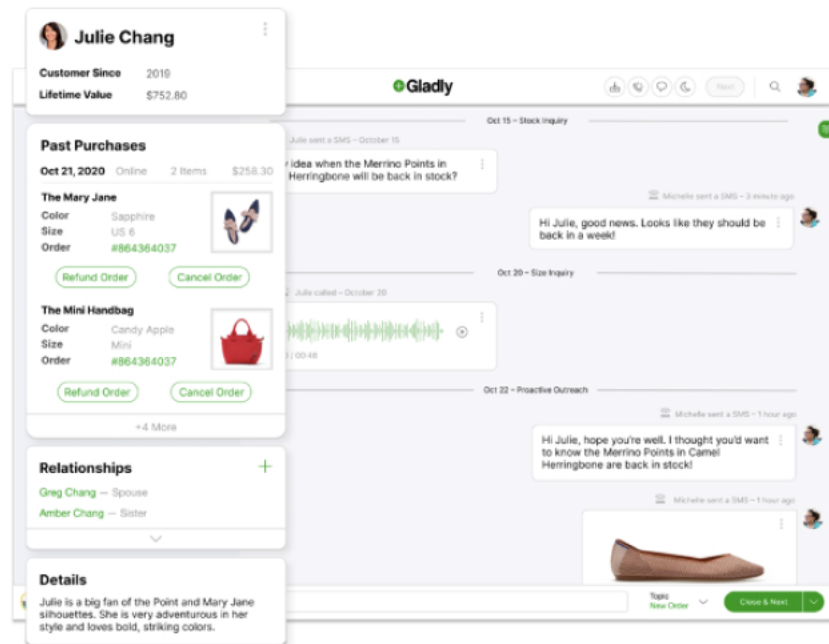 Julie Chang
Customer Since 2019
Lifetime Value $752.80
Past Purchases
Oct 21, 2020 Online 2 Items $258.30
The Mary Jane
Color Sapphire
Size US 6
Order #864364037
Refund Order Cancel Order
The Mini Handbag
Color Candy Apple
Size Mini
Order #864364037
Refund Order Cancel Order
+4 More
Relationships
Greg Chang — Spouse
Amber Chang — Sister
Details
Julie is a big fan of the Point and Mary Jane
silhouettes. She is very adventurous in her
style and loves bold, striking colors.
Gladly
Next
Oct 15 – Stock Inquiry
Julie sent a SMS – October 15
idea when the Merrino Points in
Herringbone will be back in stock?
Michelle sent a SMS – 3 minute ago
Hi Julie, good news. Looks like they should be
back in a week!
Oct 20 – Size Inquiry
Julie called – October 20
/ 00:48
Oct 22 – Proactive Outreach
Michelle sent a SMS – 1 hour ago
Hi Julie, hope you're well. I thought you'd want
to know the Merrino Points in Camel
Herringbone are back in stock!
Michelle sent a SMS – 1 hour ago
Topic
New Order
Close & Next